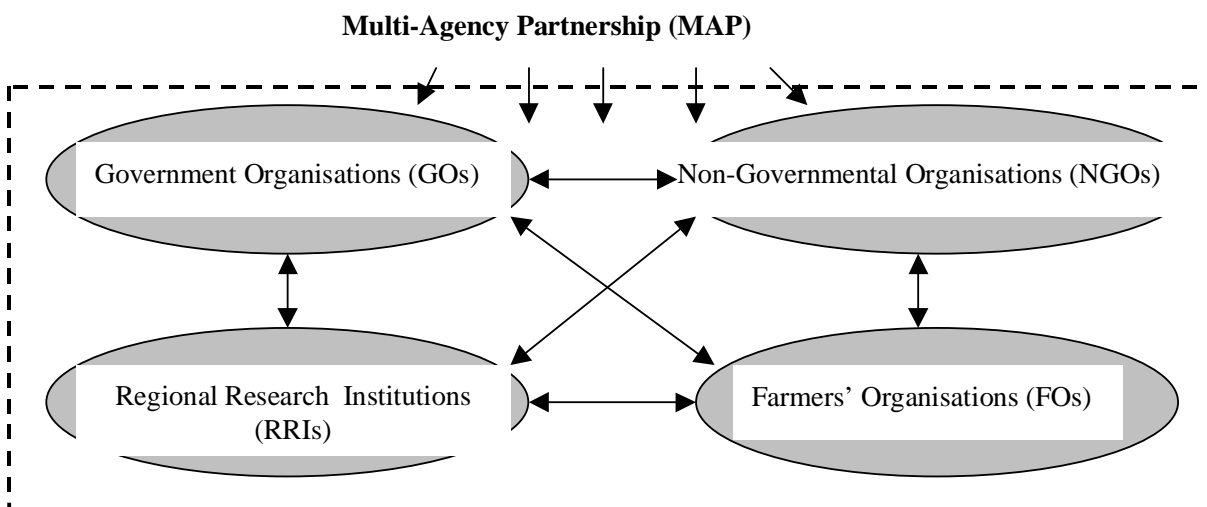 Multi-Agency Partnership (MAP)
Government Organisations (GOs)
Non-Governmental Organisations (NGOs)
Regional Research Institutions
(RRIs)
Farmers’ Organisations (FOs)